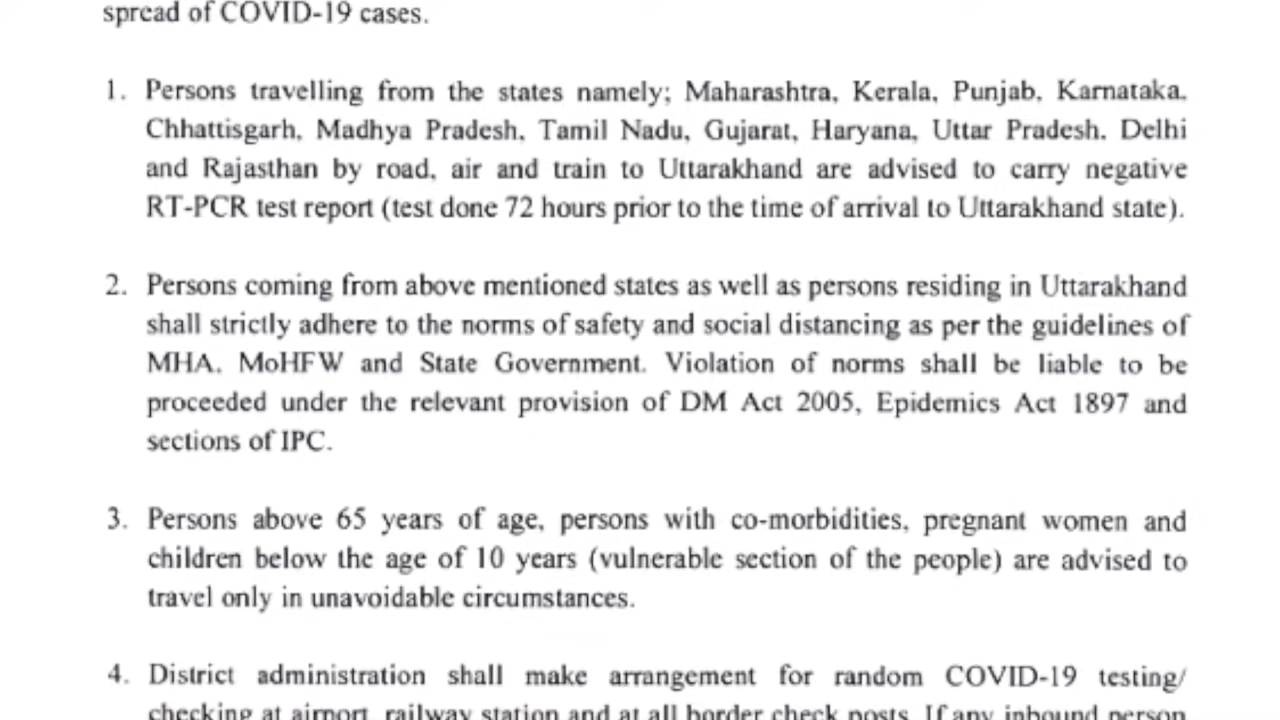 spread of COVID-19 cases.
1. Persons travelling from the states namely; Maharashtra, Kerala, Punjab, Karnataka,
Chhattisgarh, Madhya Pradesh, Tamil Nadu, Gujarat, Haryana, Uttar Pradesh, Delhi
and Rajasthan by road, air and train to Uttarakhand are advised to carry negative
RT-PCR test report (test done 72 hours prior to the time of arrival to Uttarakhand state).
2. Persons coming from above mentioned states as well as persons residing in Uttarakhand
shall strictly adhere to the norms of safety and social distancing as per the guidelines of
MHA, MoHFW and State Government. Violation of norms shall be liable to be
proceeded under the relevant provision of DM Act 2005, Epidemics Act 1897 and
sections of IPC.
3. Persons above 65 years of age, persons with co-morbidities, pregnant women and
children below the age of 10 years (vulnerable section of the people) are advised to
travel only in unavoidable circumstances.
4. District administration shall make arrangement for random COVID-19 testing/
checking at airport, railway station and at all border check posts. If any inbound person